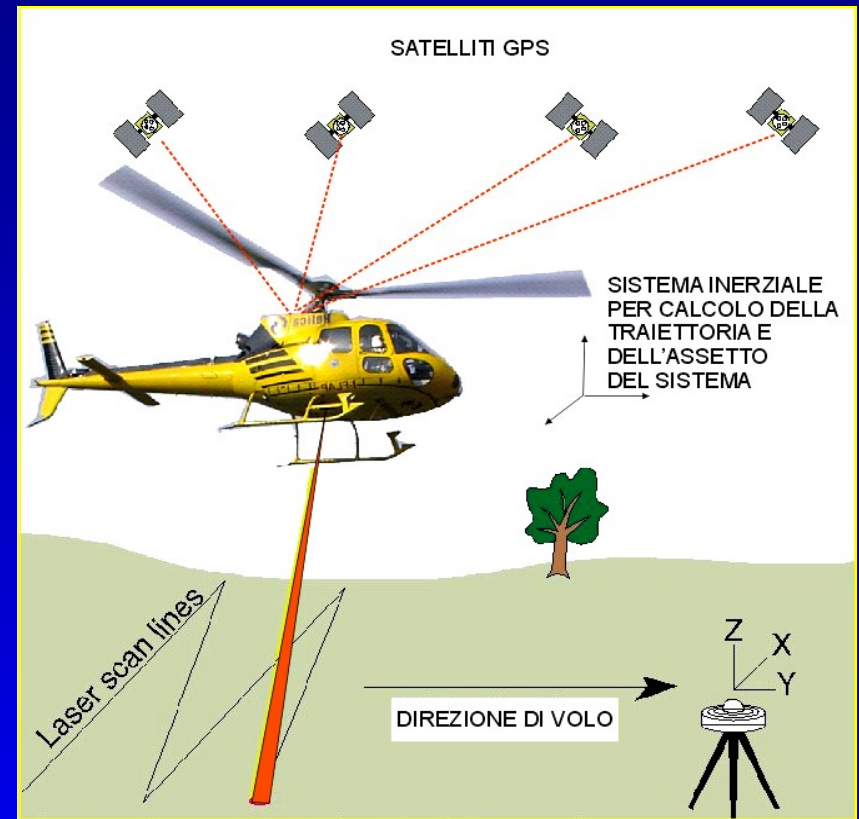 SATELLITI GPS
SISTEMA INERZIALE
PER CALCOLO DELLA
TRAIETTORIA E
DELL'ASSETTO
DEL SISTEMA
Laser scan lines
Z
X
Y
DIREZIONE DI VOLO